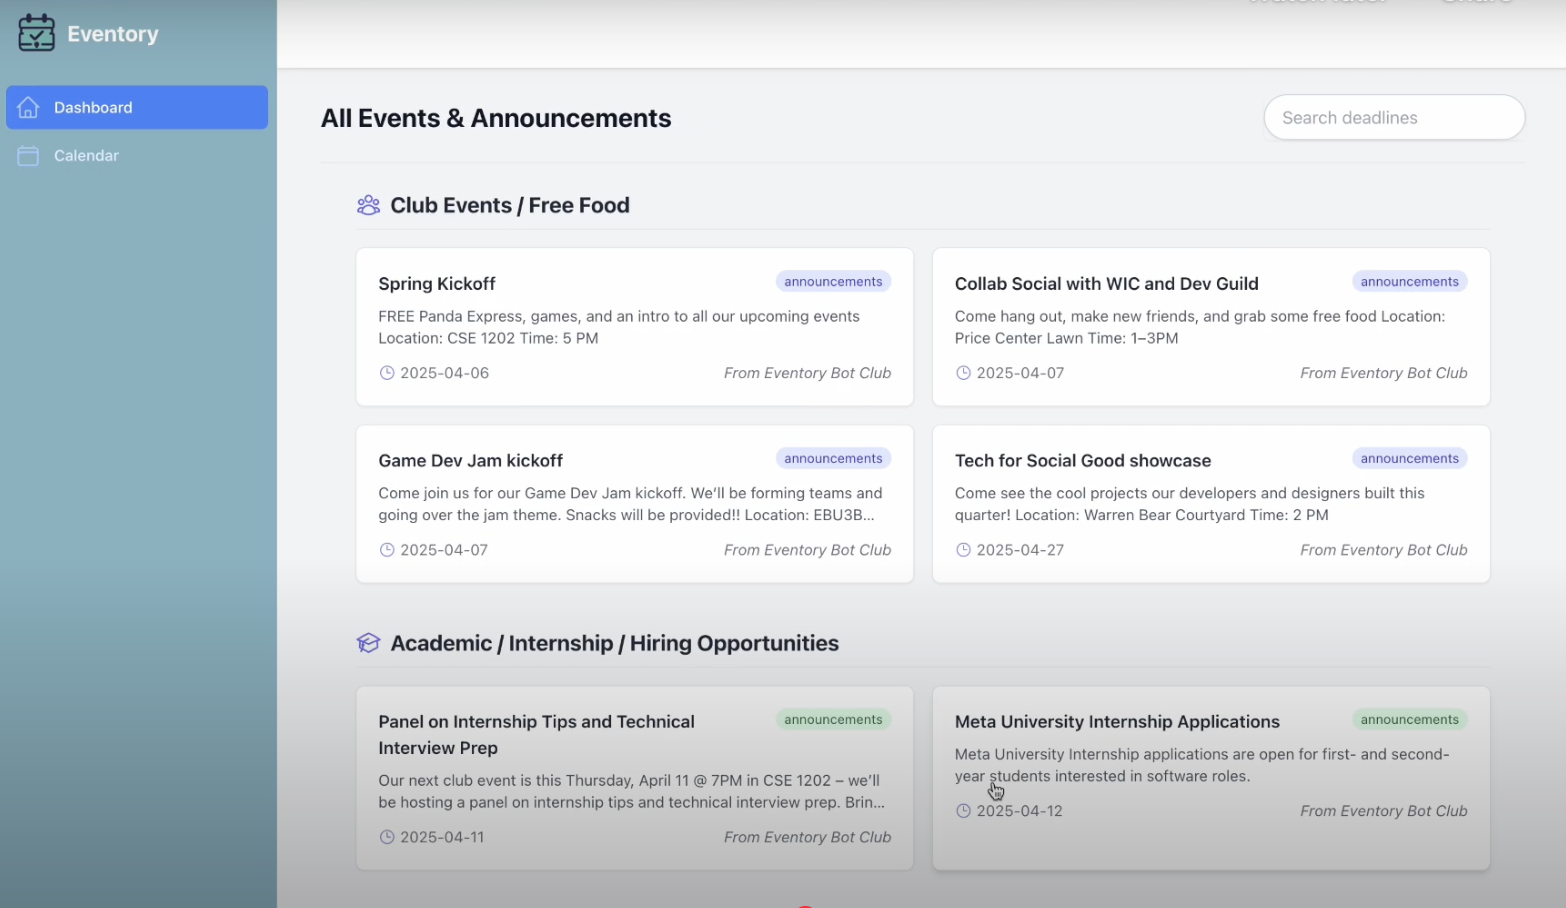 Eventory
Dashboard
Calendar
All Events & Announcements
Search deadlines
Club Events / Free Food
Spring Kickoff
announcements
FREE Panda Express, games, and an intro to all our upcoming events
Location: CSE 1202 Time: 5 PM
2025-04-06
From Eventory Bot Club
Collab Social with WIC and Dev Guild
announcements
Come hang out, make new friends, and grab some free food Location:
Price Center Lawn Time: 1–3PM
2025-04-07
From Eventory Bot Club
Game Dev Jam kickoff
announcements
Come join us for our Game Dev Jam kickoff. We’ll be forming teams and
going over the jam theme. Snacks will be provided!! Location: EBU3B...
2025-04-07
From Eventory Bot Club
Tech for Social Good showcase
announcements
Come see the cool projects our developers and designers built this
quarter! Location: Warren Bear Courtyard Time: 2 PM
2025-04-27
From Eventory Bot Club
Academic / Internship / Hiring Opportunities
Panel on Internship Tips and Technical
Interview Prep
announcements
Our next club event is this Thursday, April 11 @ 7PM in CSE 1202 – we’ll
be hosting a panel on internship tips and technical interview prep. Brin...
2025-04-11
From Eventory Bot Club
Meta University Internship Applications
announcements
Meta University Internship applications are open for first- and second-
year students interested in software roles.
2025-04-12
From Eventory Bot Club